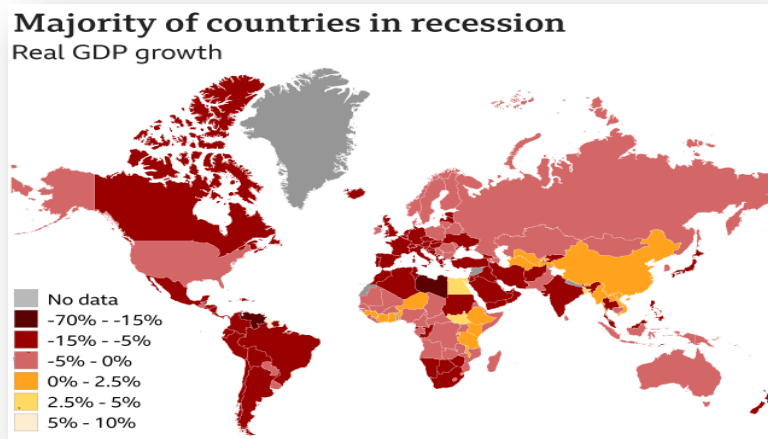 Majority of countries in recession
Real GDP growth
No data
-70% - -15%
-15% - -5%
-5% - 0%
0% - 2.5%
2.5% - 5%
5% - 10%